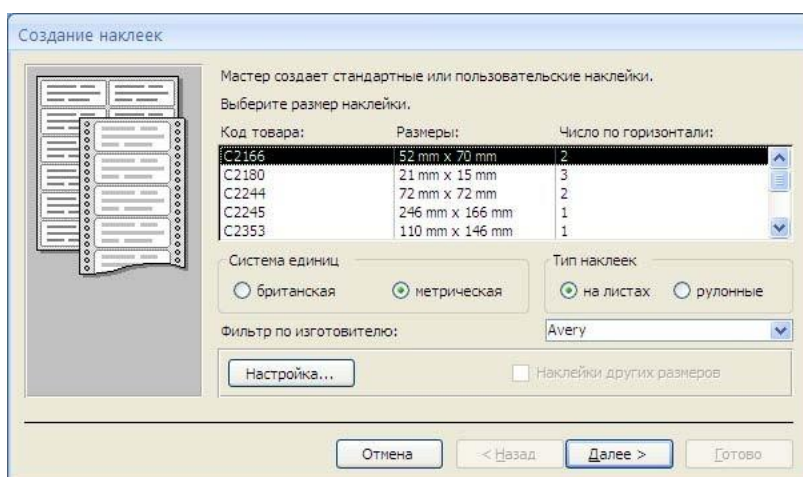 Создание наклеек
Мастер создает стандартные или пользовательские наклейки.
Выберите размер наклейки.
Код товара: Размеры: Число по горизонтали:
C2166 52 mm x 70 mm 2
C2180 21 mm x 15 mm 3
C2244 72 mm x 72 mm 2
C2245 246 mm x 166 mm 1
C2353 110 mm x 146 mm 1
Система единиц Тип наклеек
британская метрическая на листах рулонные
Фильтр по изготовителю: Avery
Настройка... Наклейки других размеров
Отмена < Назад Далее > Готово